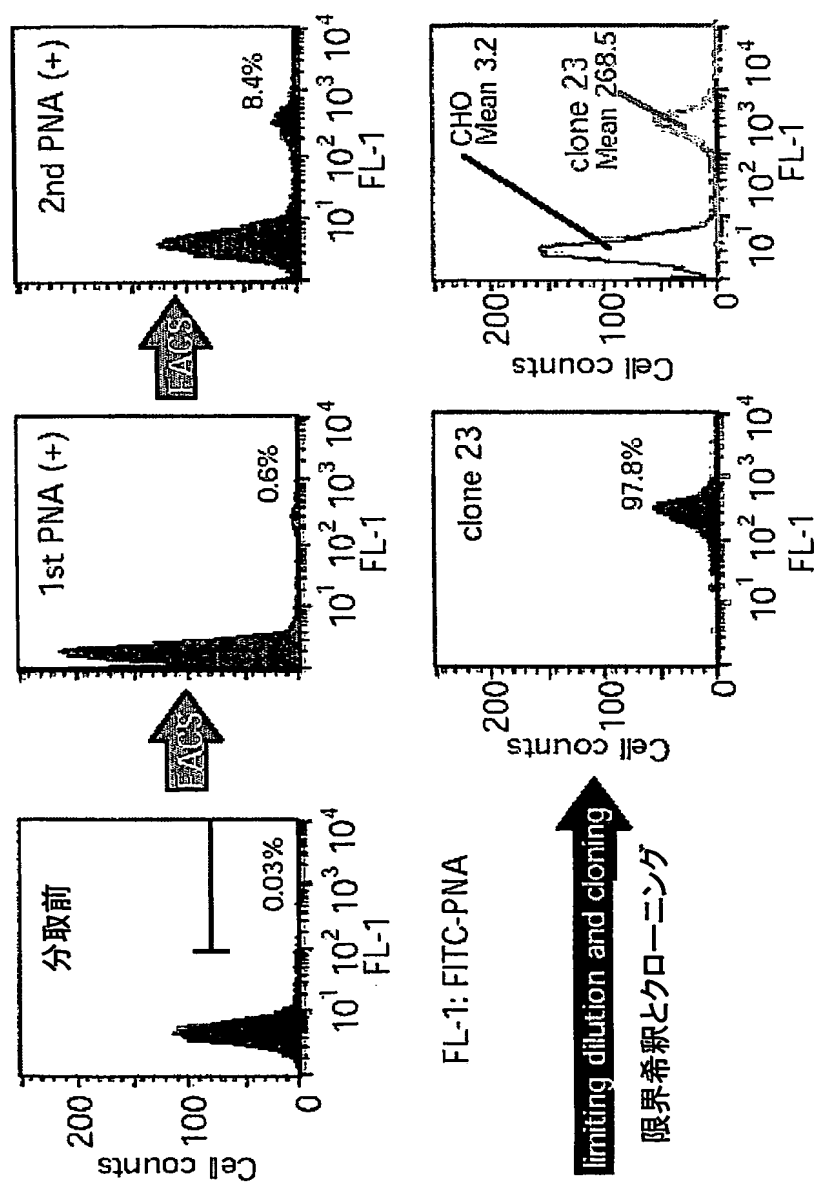 分取前
Cell counts
200
100
0
0.03%
10¹ 10² 10³ 10⁴
FL-1
FACS
1st PNA (+)
0.6%
10¹ 10² 10³ 10⁴
FL-1
FACS
2nd PNA (+)
8.4%
10¹ 10² 10³ 10⁴
FL-1
FL-1: FITC-PNA
limiting dilution and cloning
限界希釈とクローニング
Cell counts
200
100
0
clone 23
97.8%
10¹ 10² 10³ 10⁴
FL-1
Cell counts
200
100
0
CHO
Mean 3.2
clone 23
Mean 268.5
10¹ 10² 10³ 10⁴
FL-1